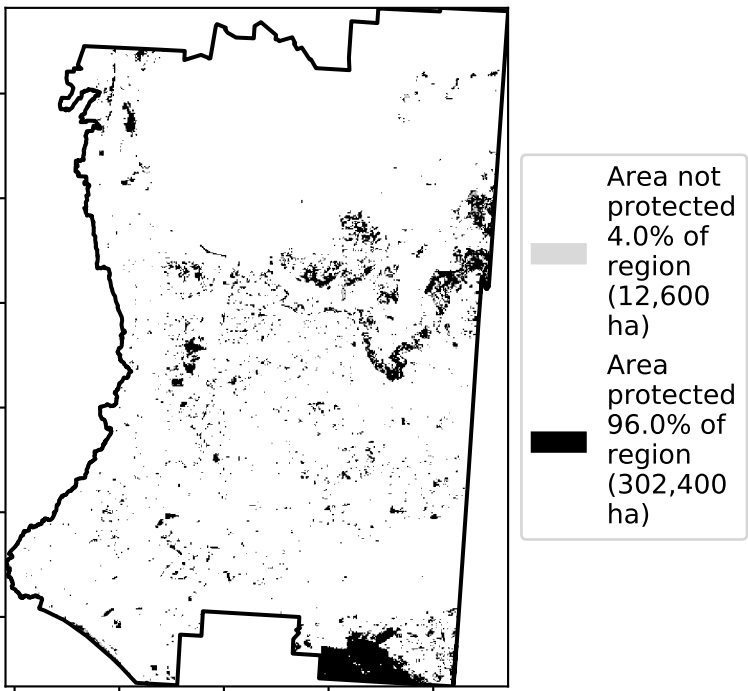 Area not
protected
4.0% of
region
(12,600
ha)
Area
protected
96.0% of
region
(302,400
ha)